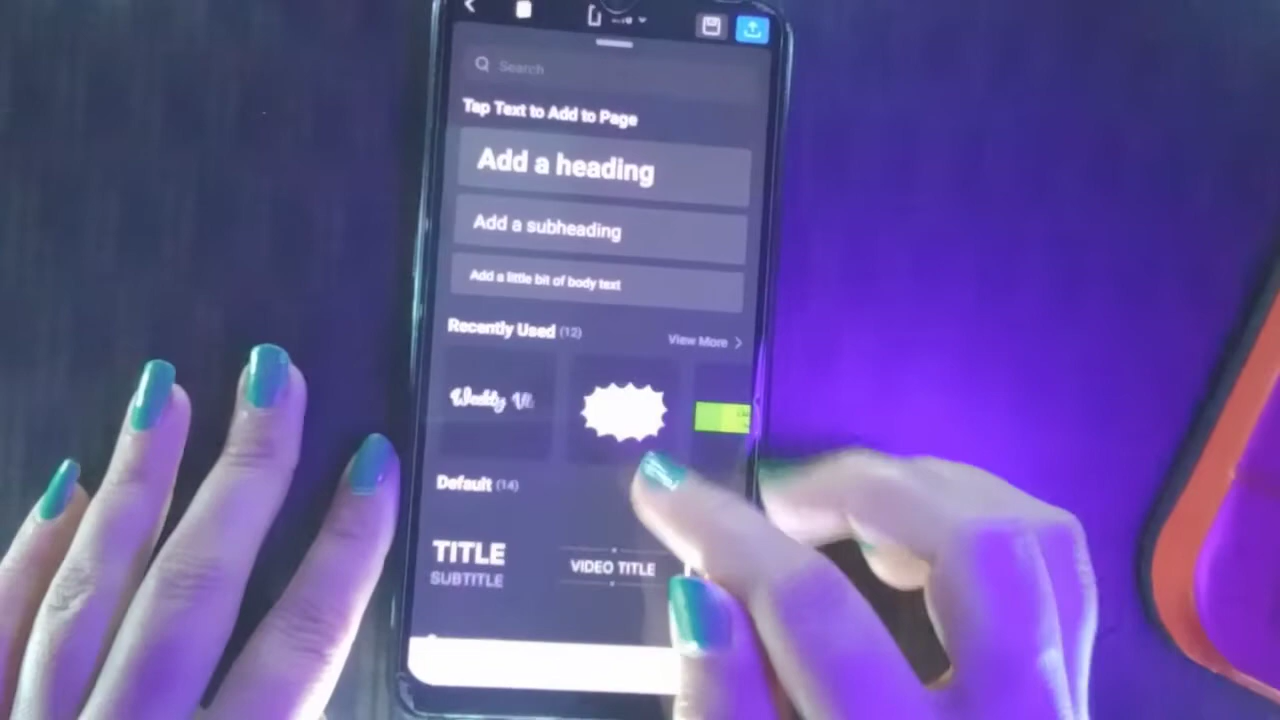 Search
Tap Text to Add to Page
Add a heading
Add a subheading
Add a little bit of body text
Recently Used (12)
View More
Weekly
Default (14)
TITLE
SUBTITLE
VIDEO TITLE